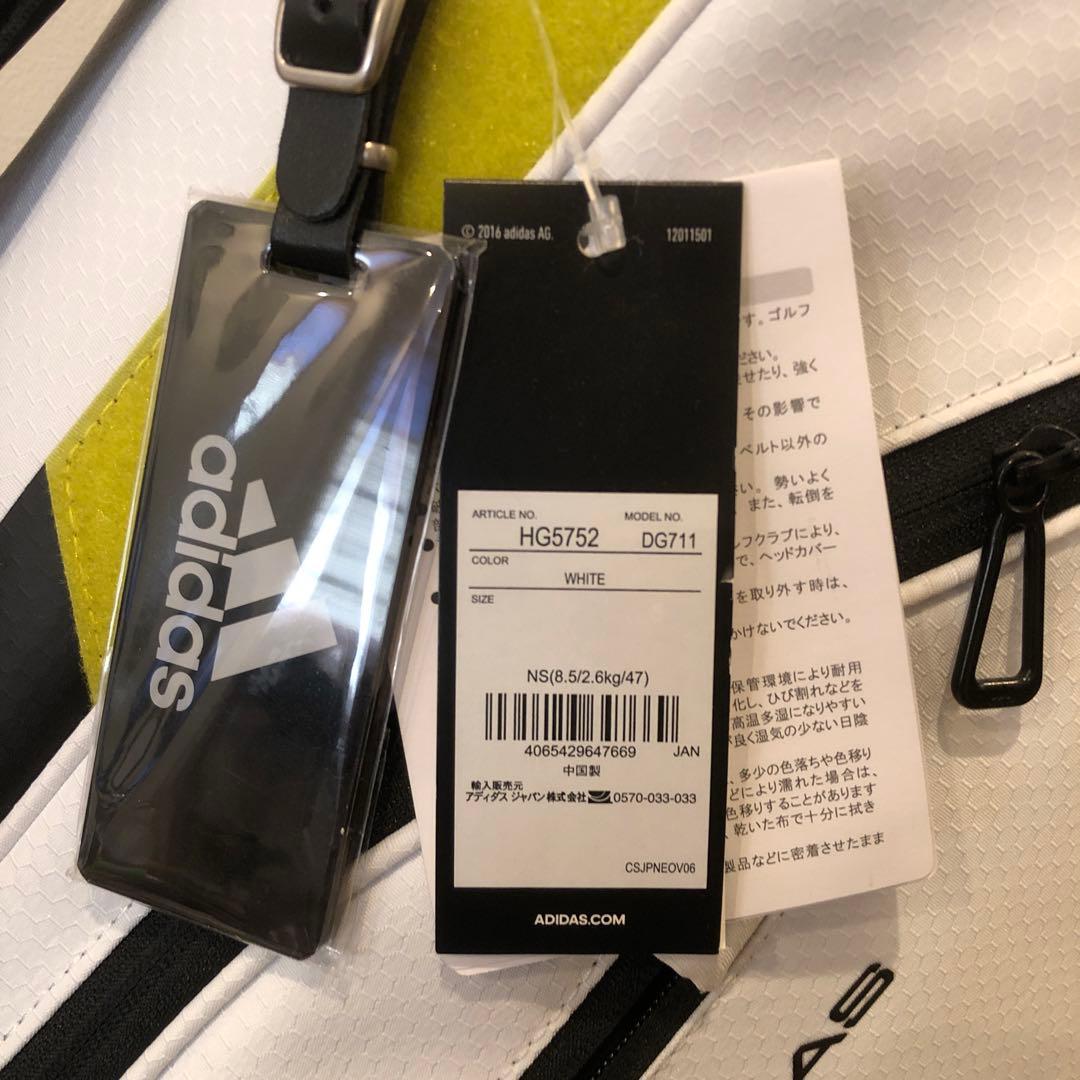 adidas
© 2016 adidas AG.
12011501
ARTICLE NO.
MODEL NO.
HG5752
DG711
COLOR
WHITE
SIZE
NS(8.5/2.6kg/47)
4065429647669
JAN
中国製
輸入販売元
アディダス ジャパン株式会社
0570-033-033
CSJPNEOV06
ADIDAS.COM
す。ゴルフ
ださい。
せたり、強く
その影響で
ベルト以外の
い。勢いよく
また、転倒を
ルフクラブにより、
で、ヘッドカバー
を取り外す時は、
かけないでください。
保管環境により耐用
化し、ひび割れなどを
高温多湿になりやすい
良く湿気の少ない日陰
、多少の色落ちや色移り
どにより濡れた場合は、
色移りすることがあります
、乾いた布で十分に拭き
製品などに密着させたまま
AS